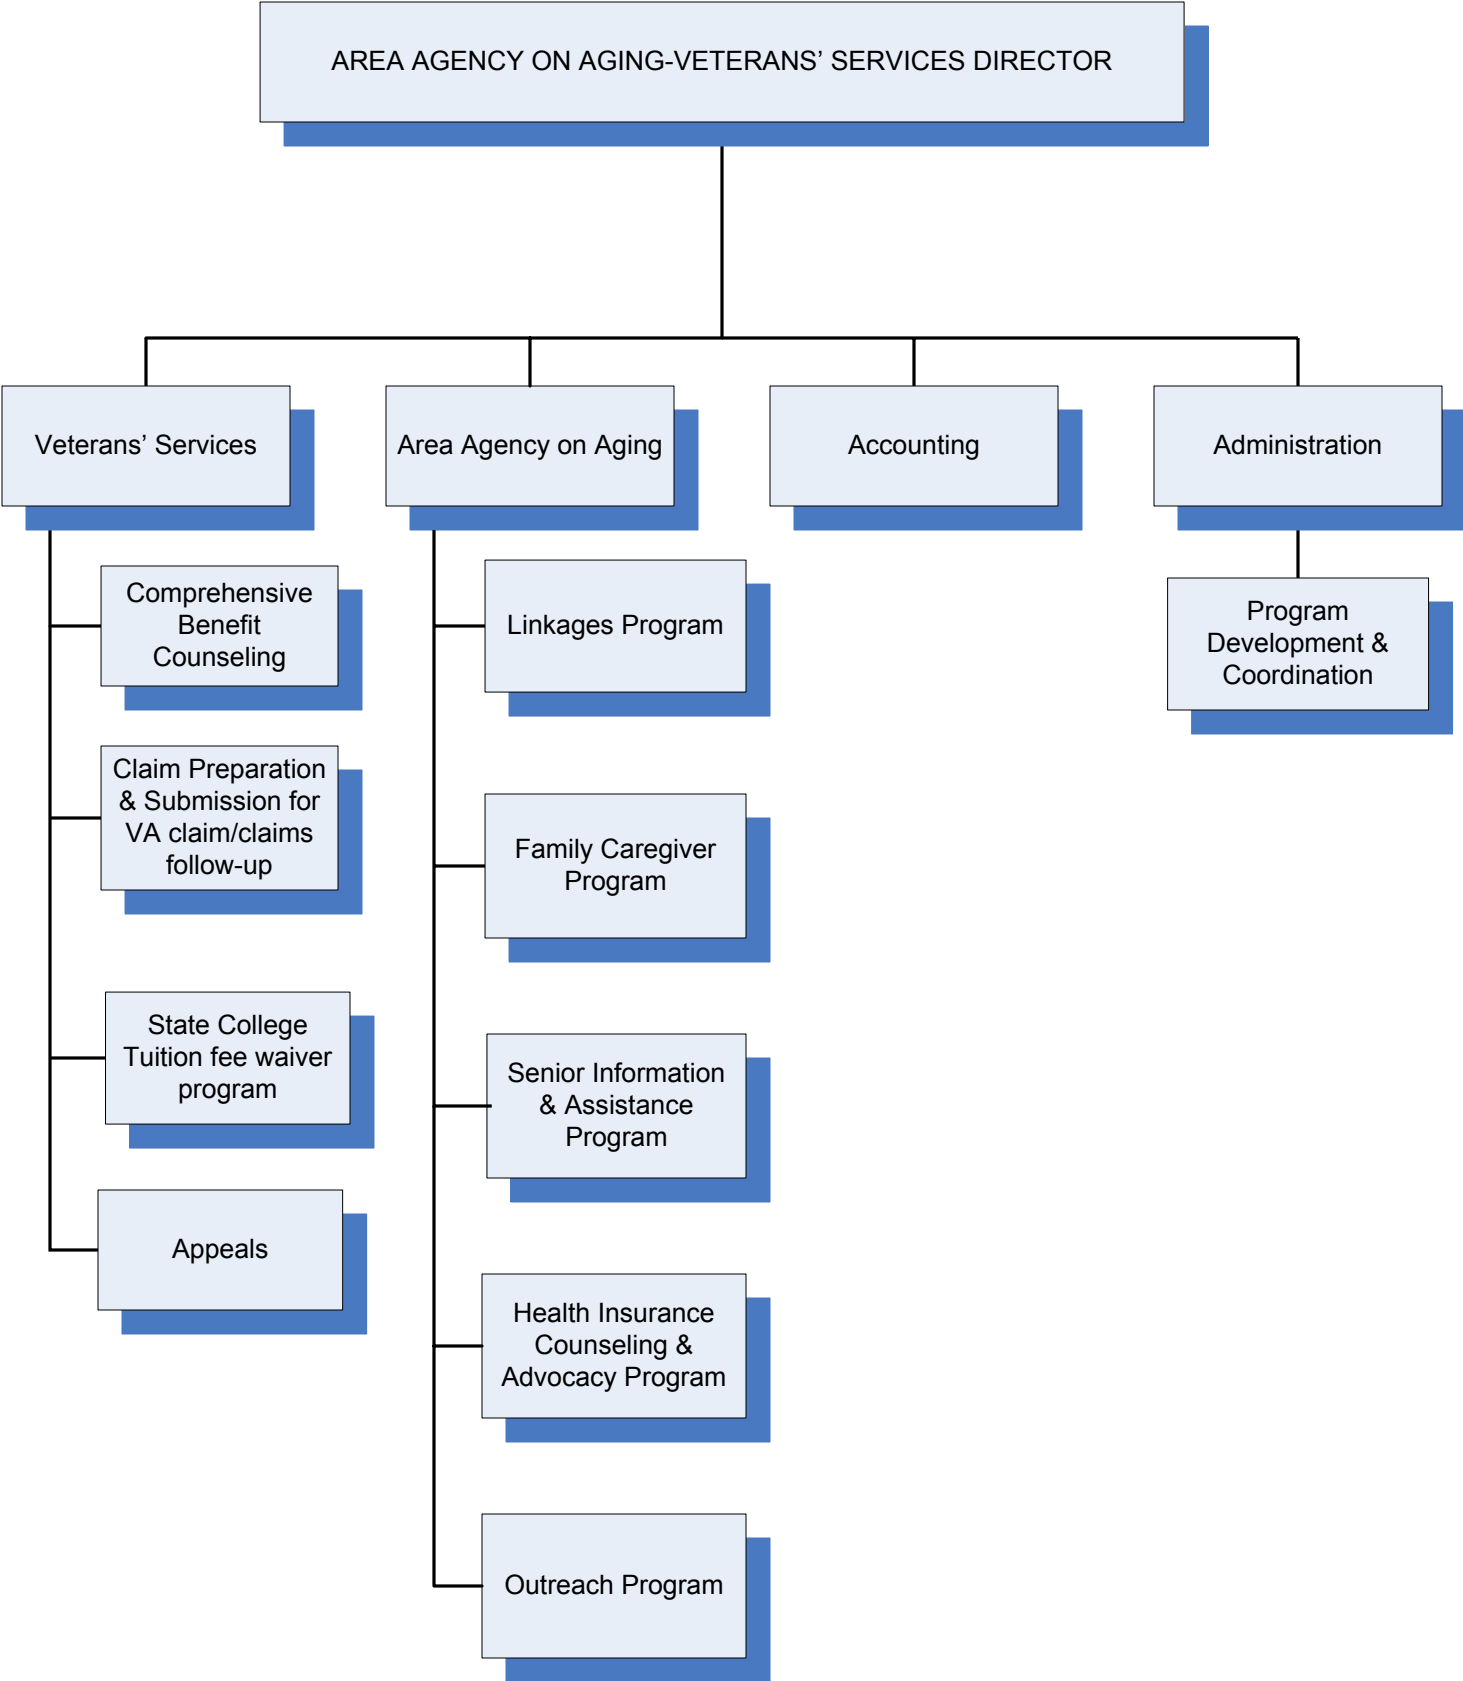 AREA AGENCY ON AGING-VETERANS’ SERVICES DIRECTOR
Veterans’ Services
Area Agency on Aging
Accounting
Administration
Comprehensive
Benefit
Counseling
Claim Preparation
& Submission for
VA claim/claims
follow-up
State College
Tuition fee waiver
program
Appeals
Linkages Program
Family Caregiver
Program
Senior Information
& Assistance
Program
Health Insurance
Counseling &
Advocacy Program
Outreach Program
Program
Development &
Coordination